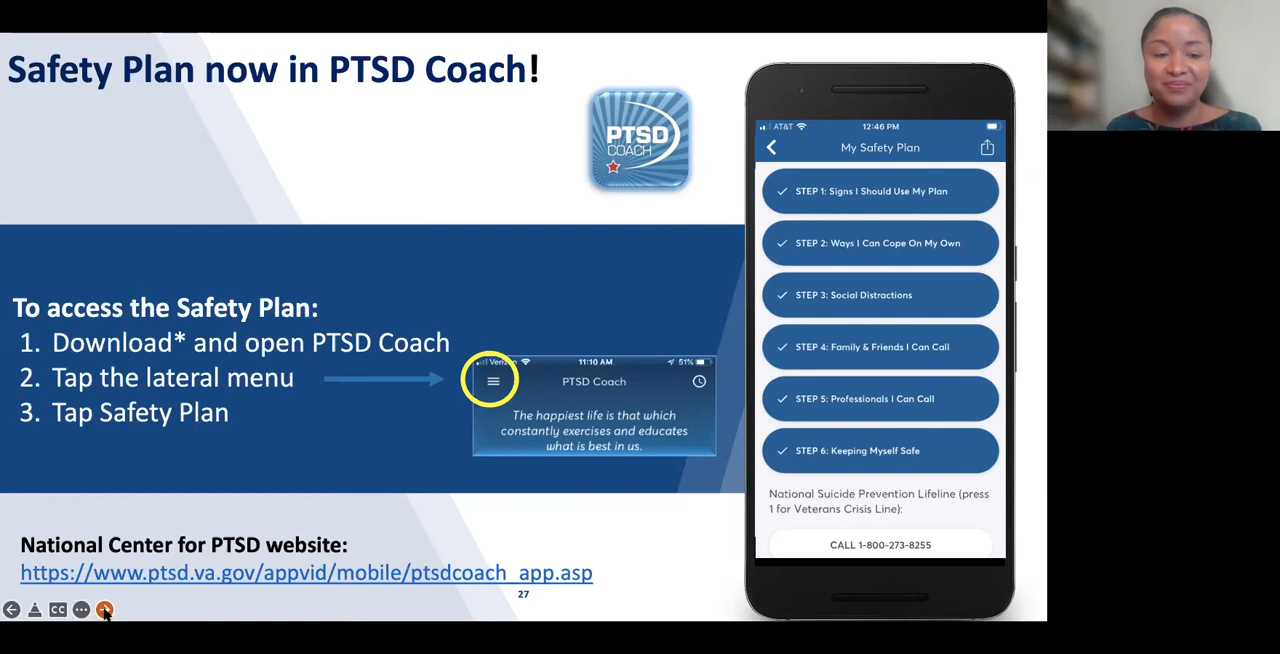 Safety Plan now in PTSD Coach!
PTSD
COACH
To access the Safety Plan:
1. Download* and open PTSD Coach
2. Tap the lateral menu
3. Tap Safety Plan
11:10 AM
51%
PTSD Coach
The happiest life is that which
constantly exercises and educates
what is best in us.
National Center for PTSD website:
https://www.ptsd.va.gov/appvid/mobile/ptsdcoach_app.asp
27
CC
AT&T
12:46 PM
My Safety Plan
STEP 1: Signs I Should Use My Plan
STEP 2: Ways I Can Cope On My Own
STEP 3: Social Distractions
STEP 4: Family & Friends I Can Call
STEP 5: Professionals I Can Call
STEP 6: Keeping Myself Safe
National Suicide Prevention Lifeline (press
1 for Veterans Crisis Line):
CALL 1-800-273-8255